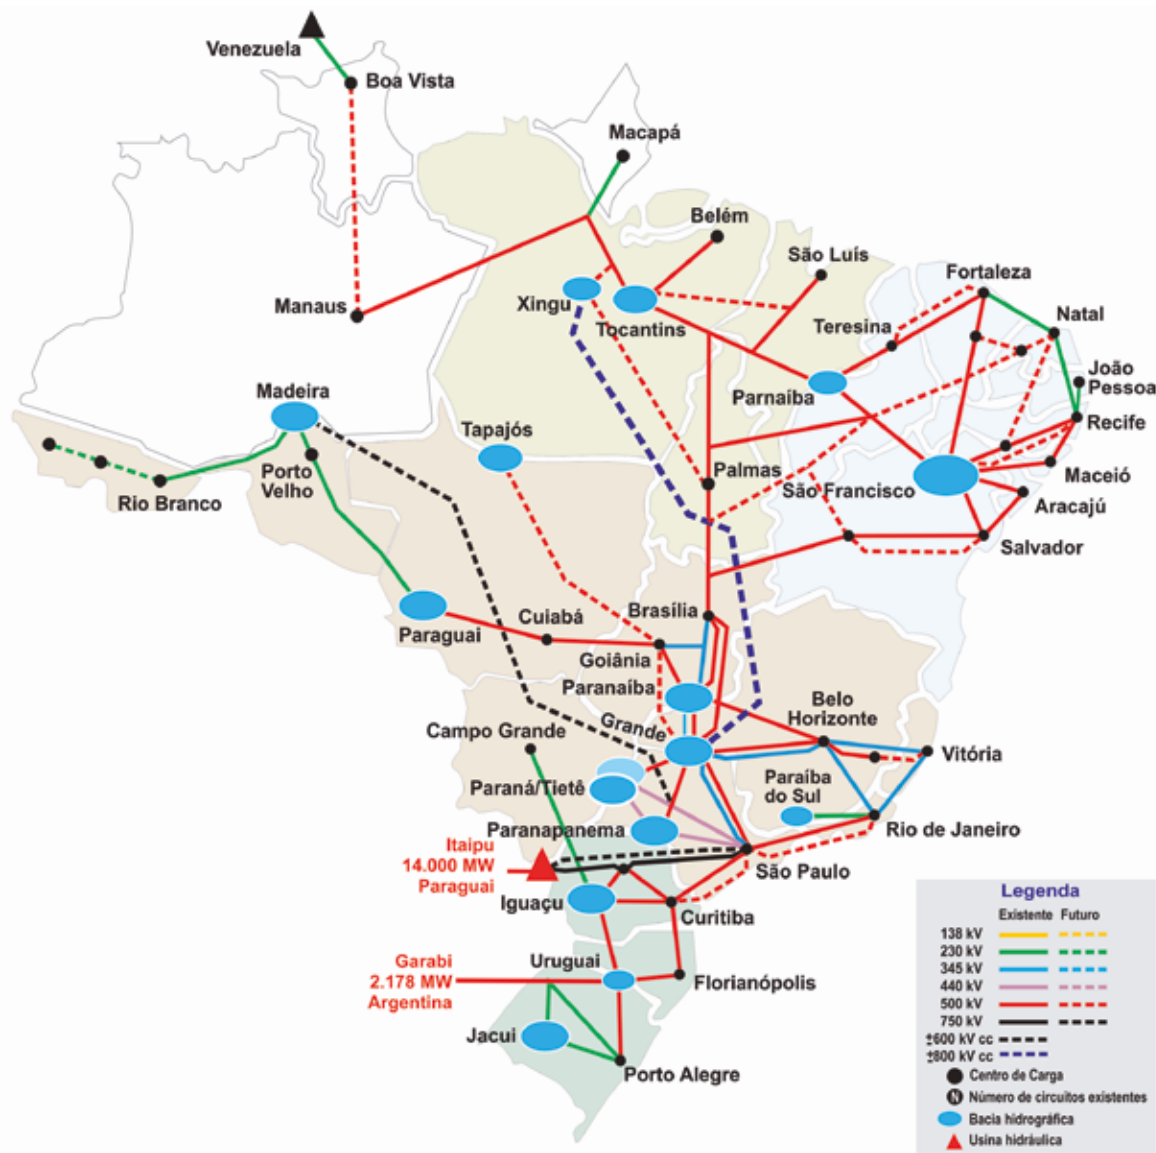 Venezuela
Boa Vista
Macapá
Belém
São Luís
Fortaleza
Xingu
Manaus
Tocantins
Teresina
Natal
João
Pessoa
Madeira
Parnaíba
Recife
Tapajós
Porto
Velho
Palmas
São Francisco
Maceió
Rio Branco
Aracajú
Salvador
Cuiabá
Brasília
Paraguai
Goiânia
Paranaíba
Belo
Horizonte
Grande
Campo Grande
Vitória
Paraná/Tietê
Paraíba
do Sul
Paranapanema
Rio de Janeiro
Itaipu
14.000 MW
Paraguai
São Paulo
Iguaçu
Curitiba
Garabi
2.178 MW
Argentina
Uruguai
Florianópolis
Jacui
Porto Alegre
Legenda
Existente Futuro
138 kV
230 kV
345 kV
440 kV
500 kV
750 kV
±600 kV cc
±800 kV cc
Centro de Carga
N Número de circuitos existentes
Bacia hidrográfica
Usina hidráulica